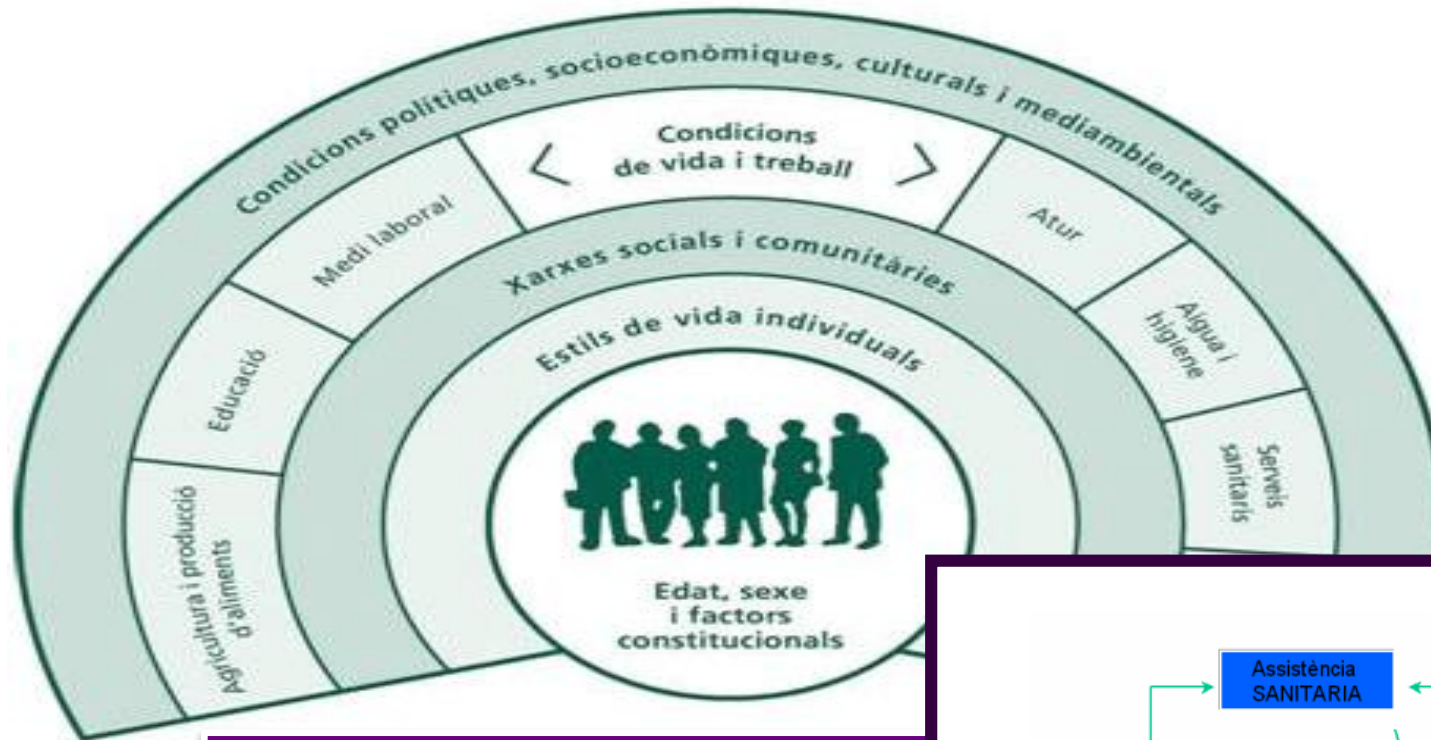 Condicions polítiques, socioeconòmiques, culturals i mediambientals
Condicions
de vida i treball
Medi laboral
Educació
Agricultura i producció
d'aliments
Atur
Aigua i
higiene
Serveis
sanitaris
Xarxes socials i comunitàries
Estils de vida individuals
Edat, sexe
i factors
constitucionals
Assistència
SANITARIA